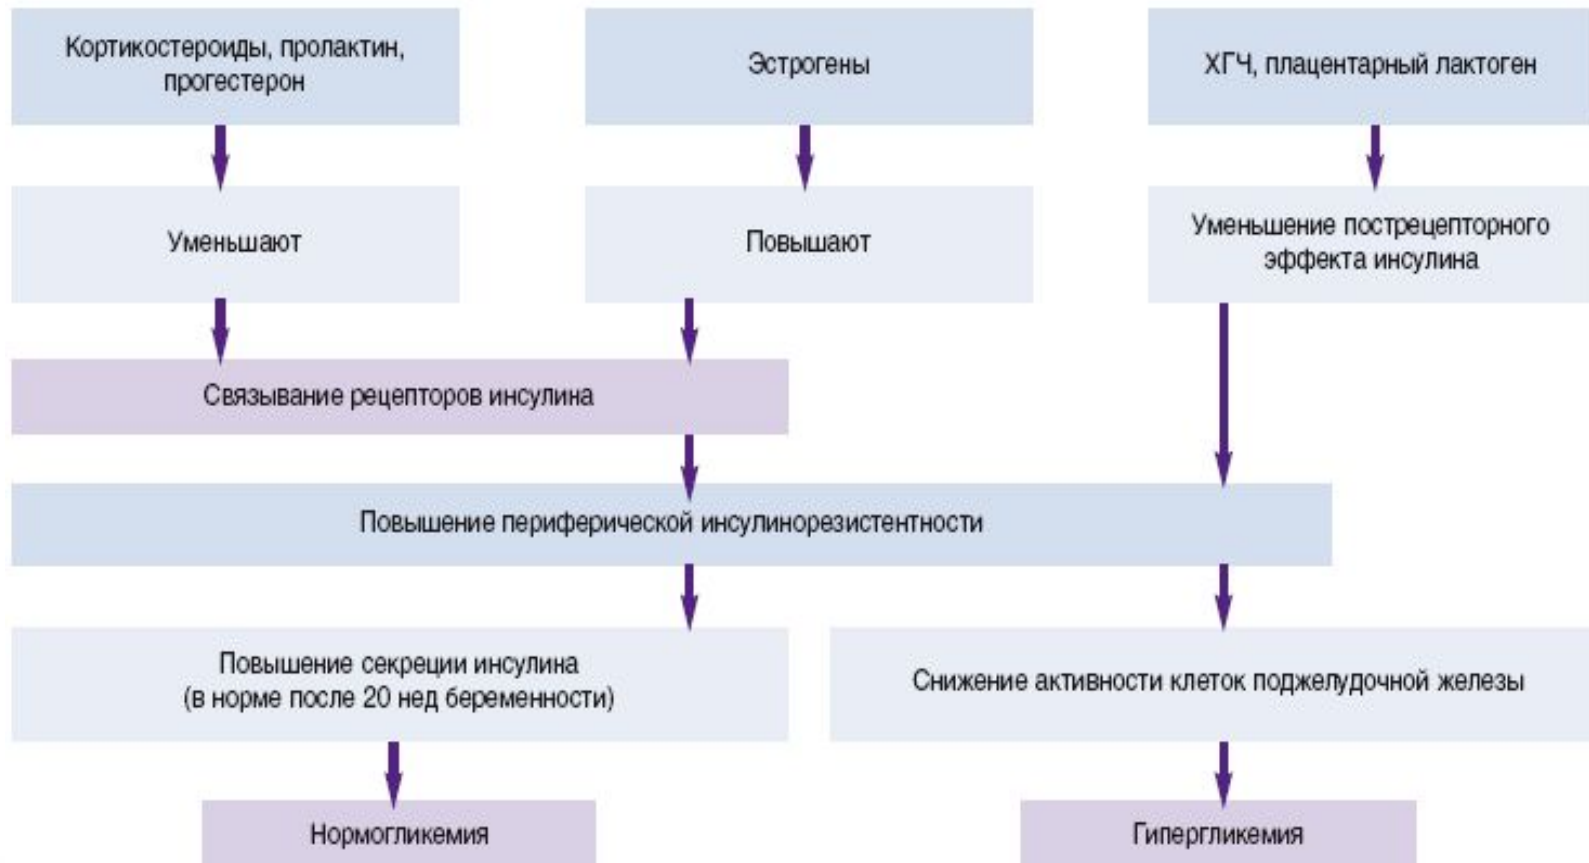 Кортикостероиды, пролактин,
прогестерон
Эстрогены
ХГЧ, плацентарный лактоген
Уменьшают
Повышают
Уменьшение пострецепторного
эффекта инсулина
Связывание рецепторов инсулина
Повышение периферической инсулинорезистентности
Повышение секреции инсулина
(в норме после 20 нед беременности)
Снижение активности клеток поджелудочной железы
Нормогликемия
Гипергликемия